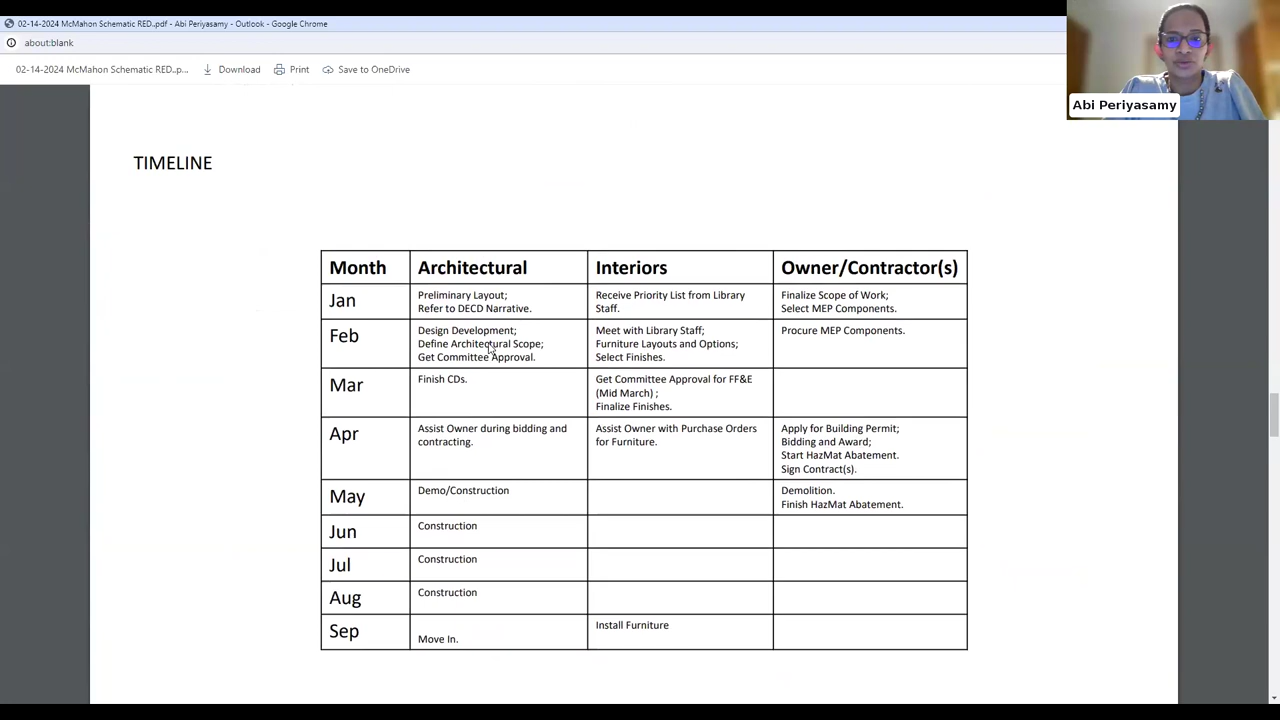 02-14-2024 McMahon Schematic RED..pdf - Abi Periyasamy - Outlook - Google Chrome
about:blank
02-14-2024 McMahon Schematic RED..p... Download Print Save to OneDrive
Abi Periyasamy
TIMELINE
Month Architectural Interiors Owner/Contractor(s)
Jan
Preliminary Layout;
Refer to DECD Narrative.
Receive Priority List from Library
Staff.
Finalize Scope of Work;
Select MEP Components.
Feb
Design Development;
Define Architectural Scope;
Get Committee Approval.
Meet with Library Staff;
Furniture Layouts and Options;
Select Finishes.
Procure MEP Components.
Mar
Finish CDs.
Get Committee Approval for FF&E
(Mid March) ;
Finalize Finishes.
Apr
Assist Owner during bidding and
contracting.
Assist Owner with Purchase Orders
for Furniture.
Apply for Building Permit;
Bidding and Award;
Start HazMat Abatement.
Sign Contract(s).
May
Demo/Construction
Demolition.
Finish HazMat Abatement.
Jun
Construction
Jul
Construction
Aug
Construction
Sep
Move In.
Install Furniture